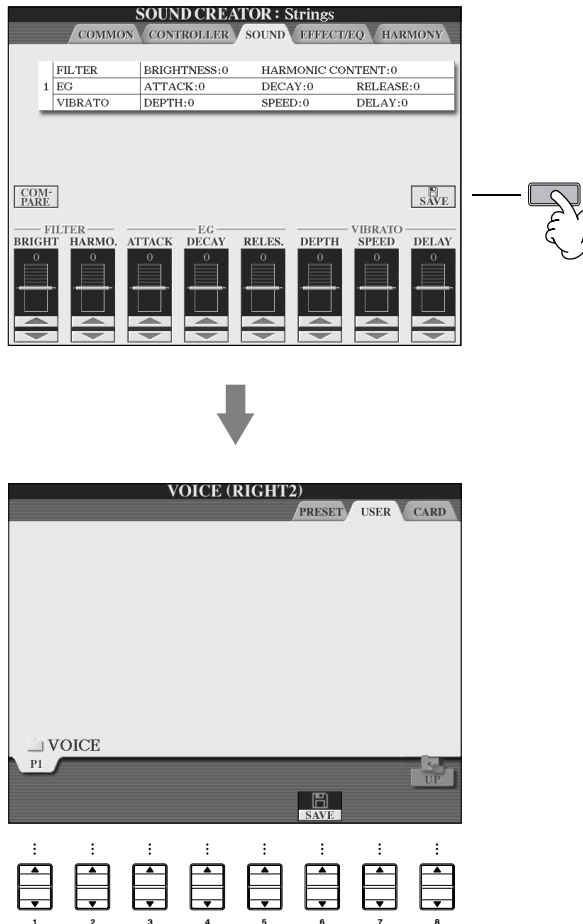 SOUND CREATOR : Strings
COMMON CONTROLLER SOUND EFFECT/EQ HARMONY
FILTER BRIGHTNESS:0 HARMONIC CONTENT:0
1 EG ATTACK:0 DECAY:0 RELEASE:0
VIBRATO DEPTH:0 SPEED:0 DELAY:0
COM-
PARE
SAVE
FILTER EG VIBRATO
BRIGHT HARMO. ATTACK DECAY RELES. DEPTH SPEED DELAY
0 0 0 0 0 0 0 0
VOICE (RIGHT2)
PRESET USER CARD
VOICE
P1
UP
SAVE
1 2 3 4 5 6 7 8